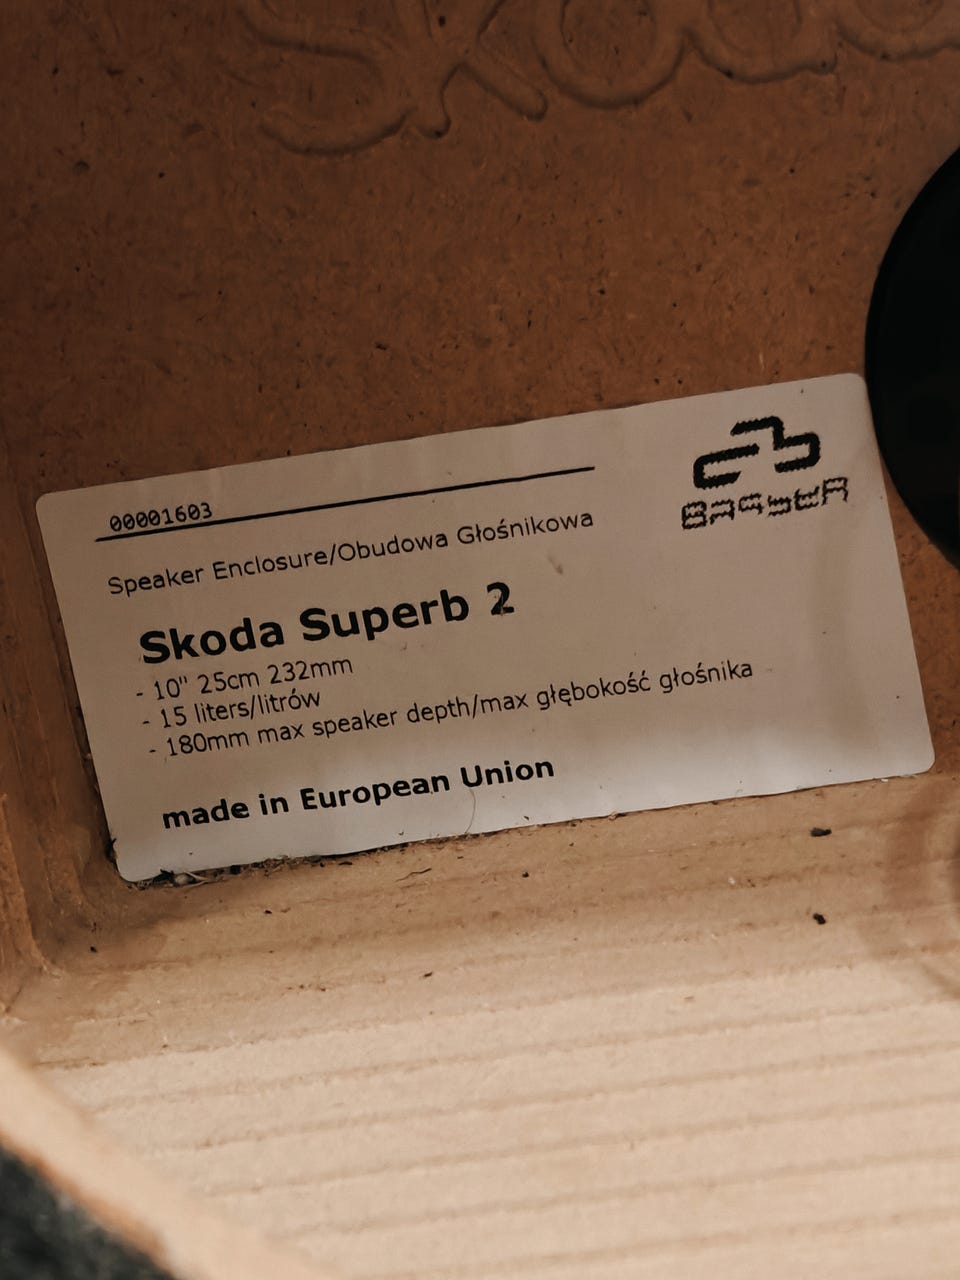 Skoda
00001603
Speaker Enclosure/Obudowa Głośnikowa
BASSER
Skoda Superb 2
- 10" 25cm 232mm
- 15 liters/litrów
- 180mm max speaker depth/max głębokość głośnika
made in European Union